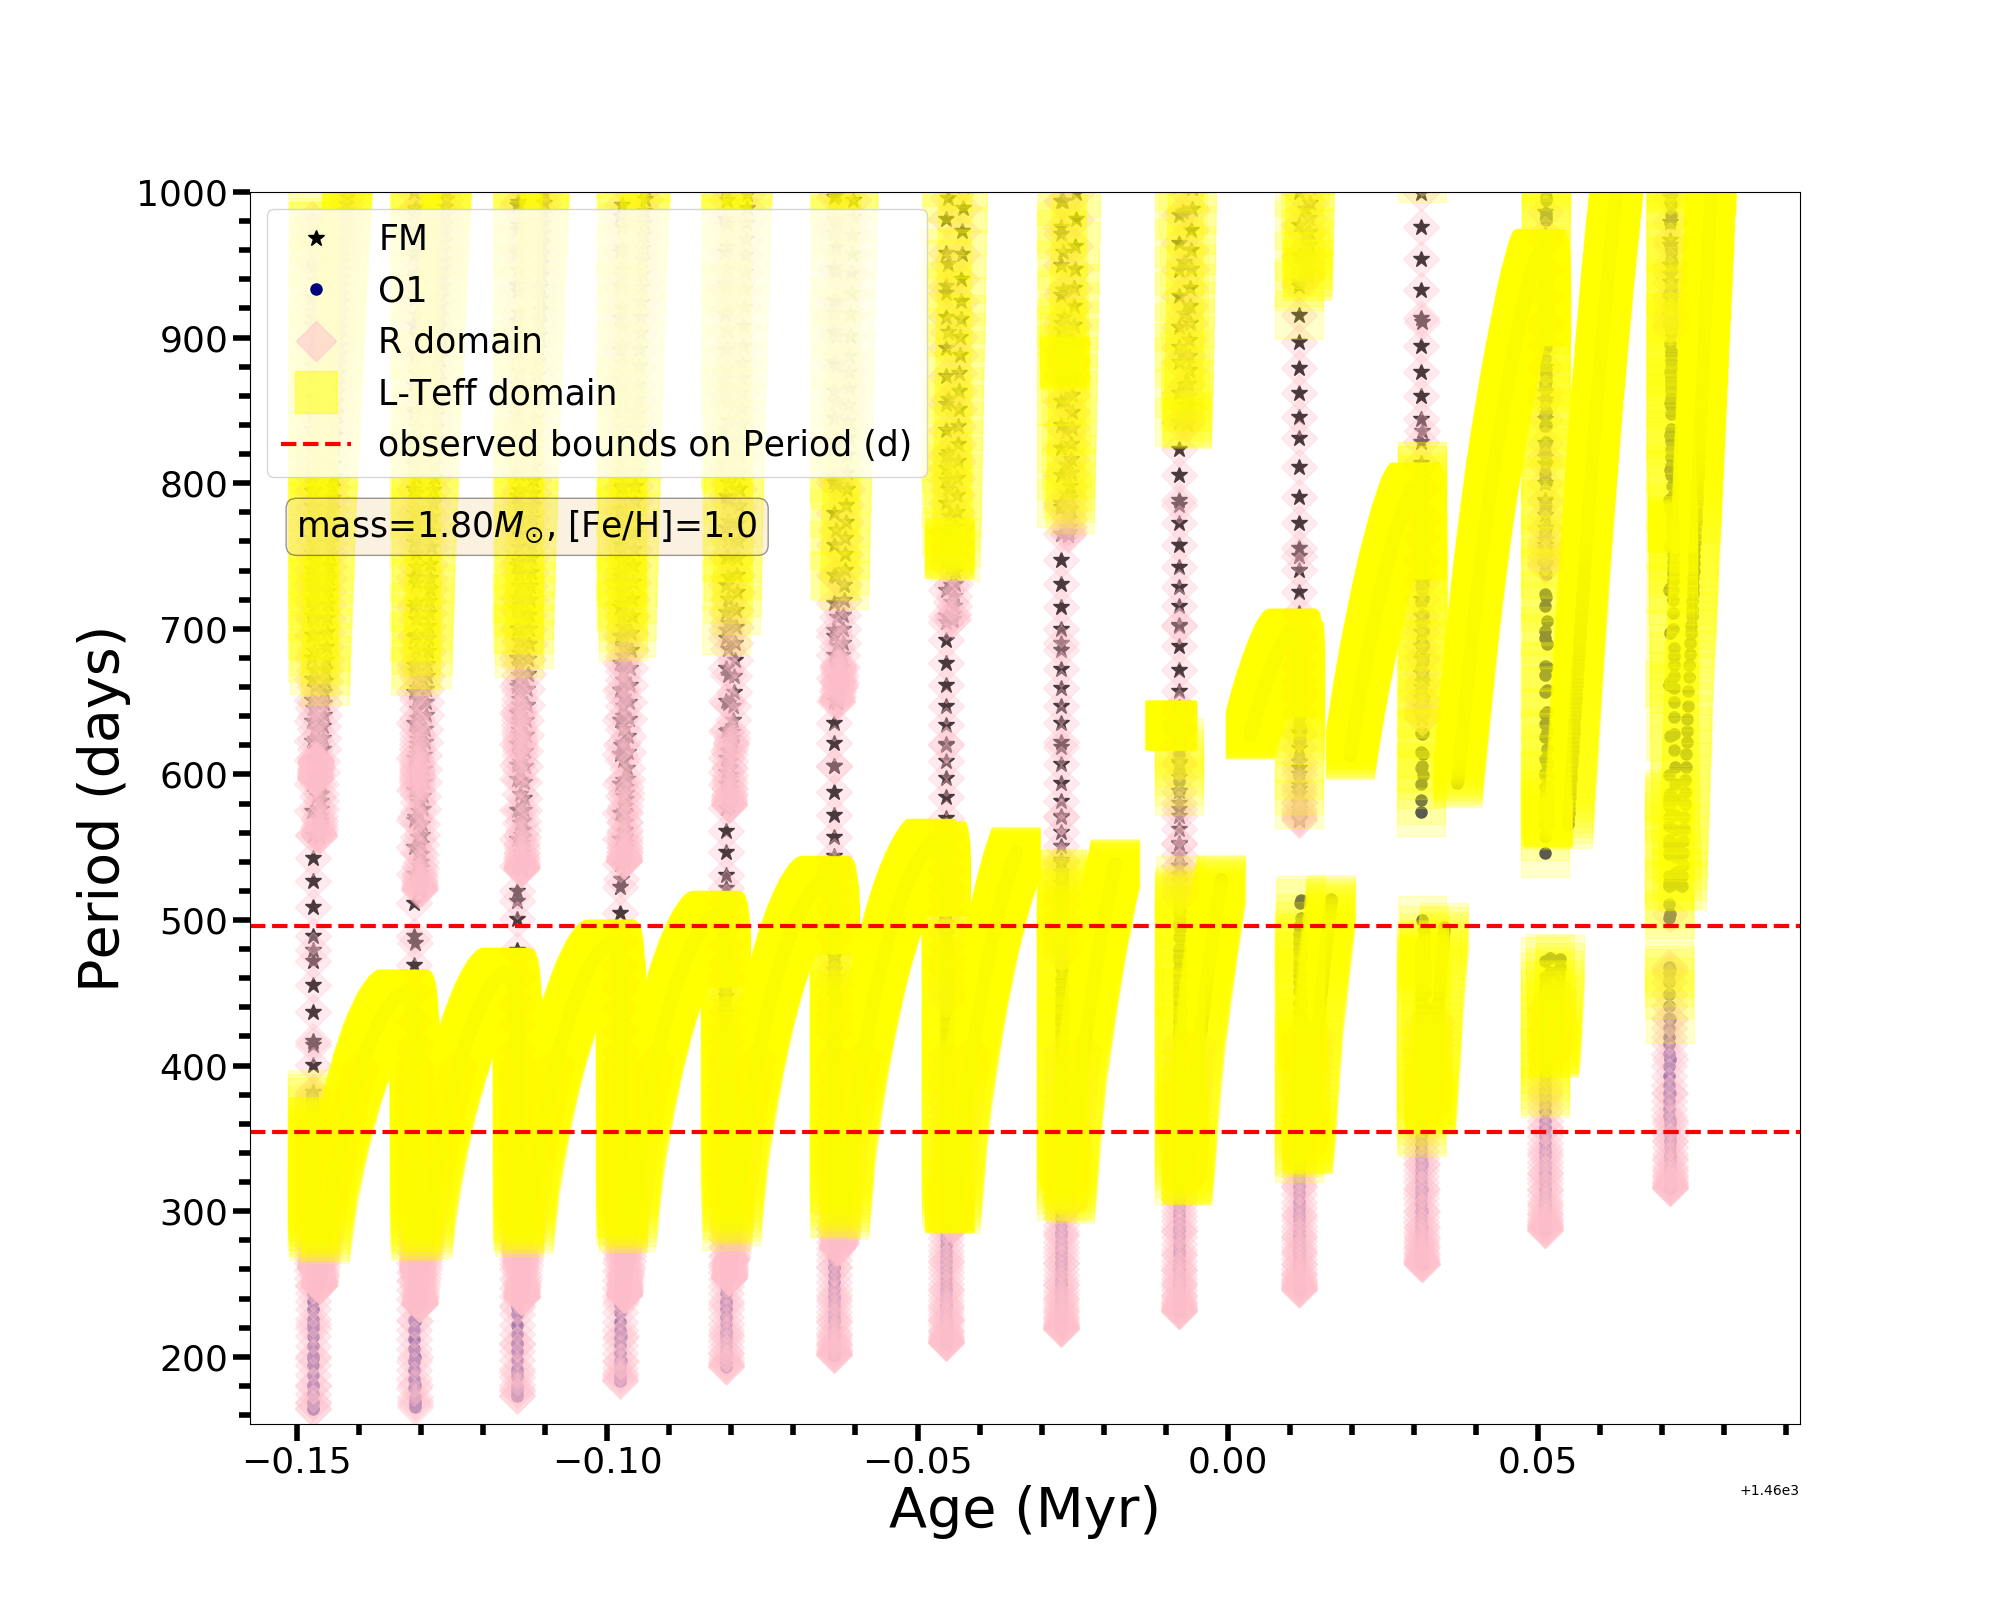 1000
900
800
700
600
500
400
300
200
Period (days)
FM
O1
R domain
L-Teff domain
observed bounds on Period (d)
mass=1.80M⊙, [Fe/H]=1.0
−0.15 −0.10 −0.05 0.00 0.05
+1.46e3
Age (Myr)